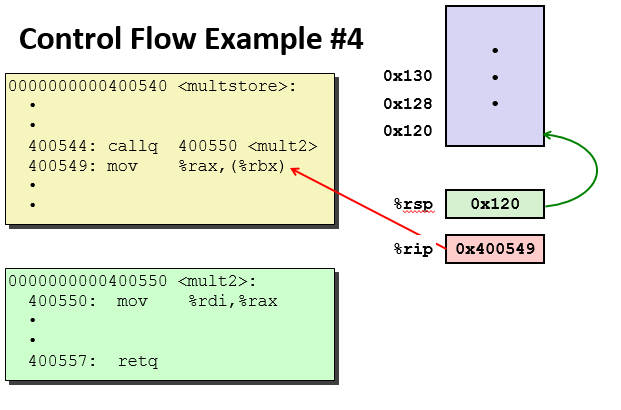 Control Flow Example #4
0000000000400540 <multstore>:
•
•
400544: callq  400550 <mult2>
400549: mov    %rax,(%rbx)
•
•
0000000000400550 <mult2>:
400550:  mov    %rdi,%rax
•
•
400557:  retq
•
0x130 •
0x128 •
0x120
%rsp 0x120
%rip 0x400549